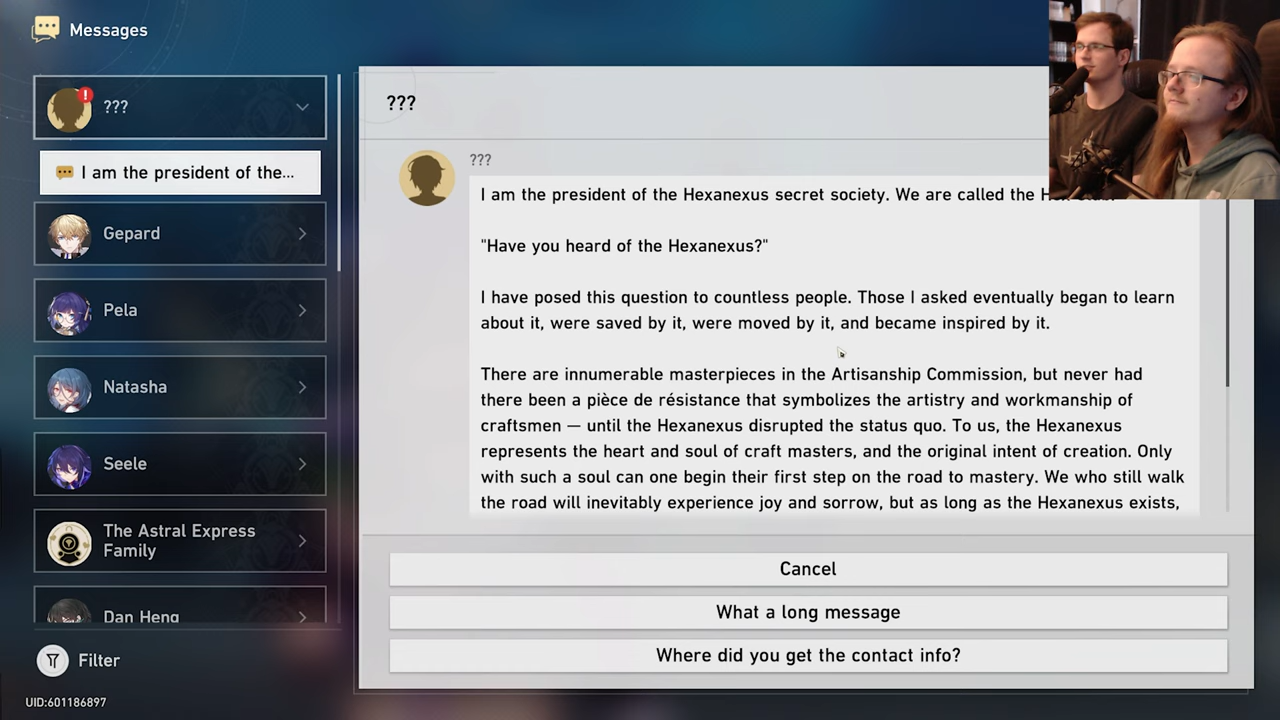 Messages
???
I am the president of the...
Gepard
Pela
Natasha
Seele
The Astral Express
Family
Dan Heng
Filter
UID:601186897
???
???
I am the president of the Hexanexus secret society. We are called the
"Have you heard of the Hexanexus?"
I have posed this question to countless people. Those I asked eventually began to learn
about it, were saved by it, were moved by it, and became inspired by it.
There are innumerable masterpieces in the Artisanship Commission, but never had
there been a pièce de résistance that symbolizes the artistry and workmanship of
craftsmen — until the Hexanexus disrupted the status quo. To us, the Hexanexus
represents the heart and soul of craft masters, and the original intent of creation. Only
with such a soul can one begin their first step on the road to mastery. We who still walk
the road will inevitably experience joy and sorrow, but as long as the Hexanexus exists,
Cancel
What a long message
Where did you get the contact info?